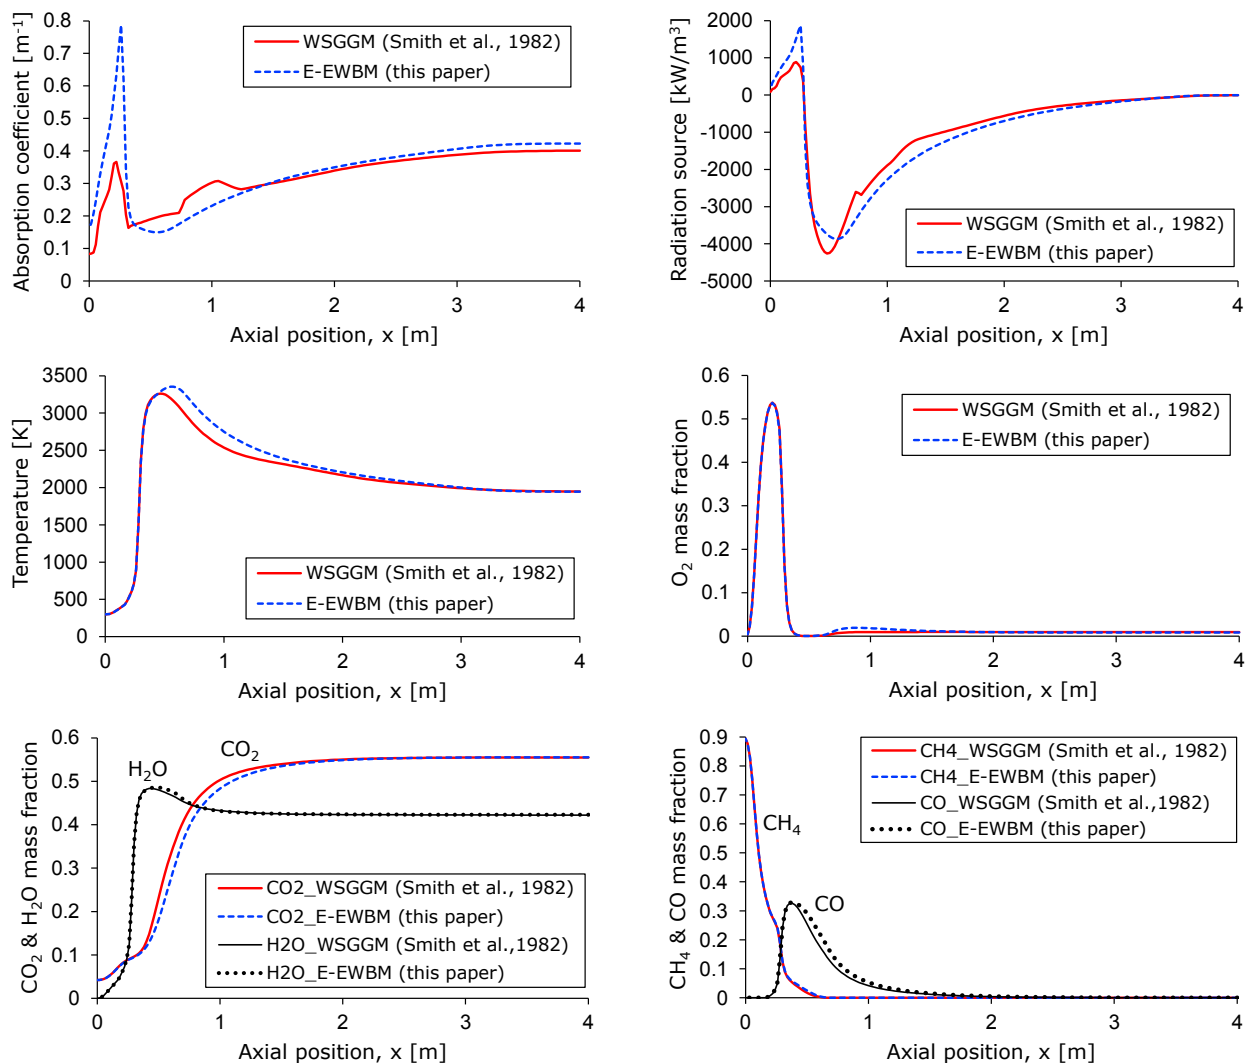 Absorption coefficient [m⁻¹]
0.8
0.7
0.6
0.5
0.4
0.3
0.2
0.1
0
WSGGM (Smith et al., 1982)
E-EWBM (this paper)
0 1 2 3 4
Axial position, x [m]
Radiation source [kW/m³]
2000
1000
0
-1000
-2000
-3000
-4000
-5000
WSGGM (Smith et al., 1982)
E-EWBM (this paper)
0 1 2 3 4
Axial position, x [m]
Temperature [K]
3500
3000
2500
2000
1500
1000
500
0
WSGGM (Smith et al., 1982)
E-EWBM (this paper)
0 1 2 3 4
Axial position, x [m]
O₂ mass fraction
0.6
0.5
0.4
0.3
0.2
0.1
0
WSGGM (Smith et al., 1982)
E-EWBM (this paper)
0 1 2 3 4
Axial position, x [m]
CO₂ & H₂O mass fraction
0.6
0.5
0.4
0.3
0.2
0.1
0
H₂O
CO₂
CO2_WSGGM (Smith et al., 1982)
CO2_E-EWBM (this paper)
H2O_WSGGM (Smith et al.,1982)
H2O_E-EWBM (this paper)
0 1 2 3 4
Axial position, x [m]
CH₄ & CO mass fraction
0.9
0.8
0.7
0.6
0.5
0.4
0.3
0.2
0.1
0
CH4_WSGGM (Smith et al., 1982)
CH4_E-EWBM (this paper)
CO_WSGGM (Smith et al.,1982)
CO_E-EWBM (this paper)
CH₄
CO
0 1 2 3 4
Axial position, x [m]